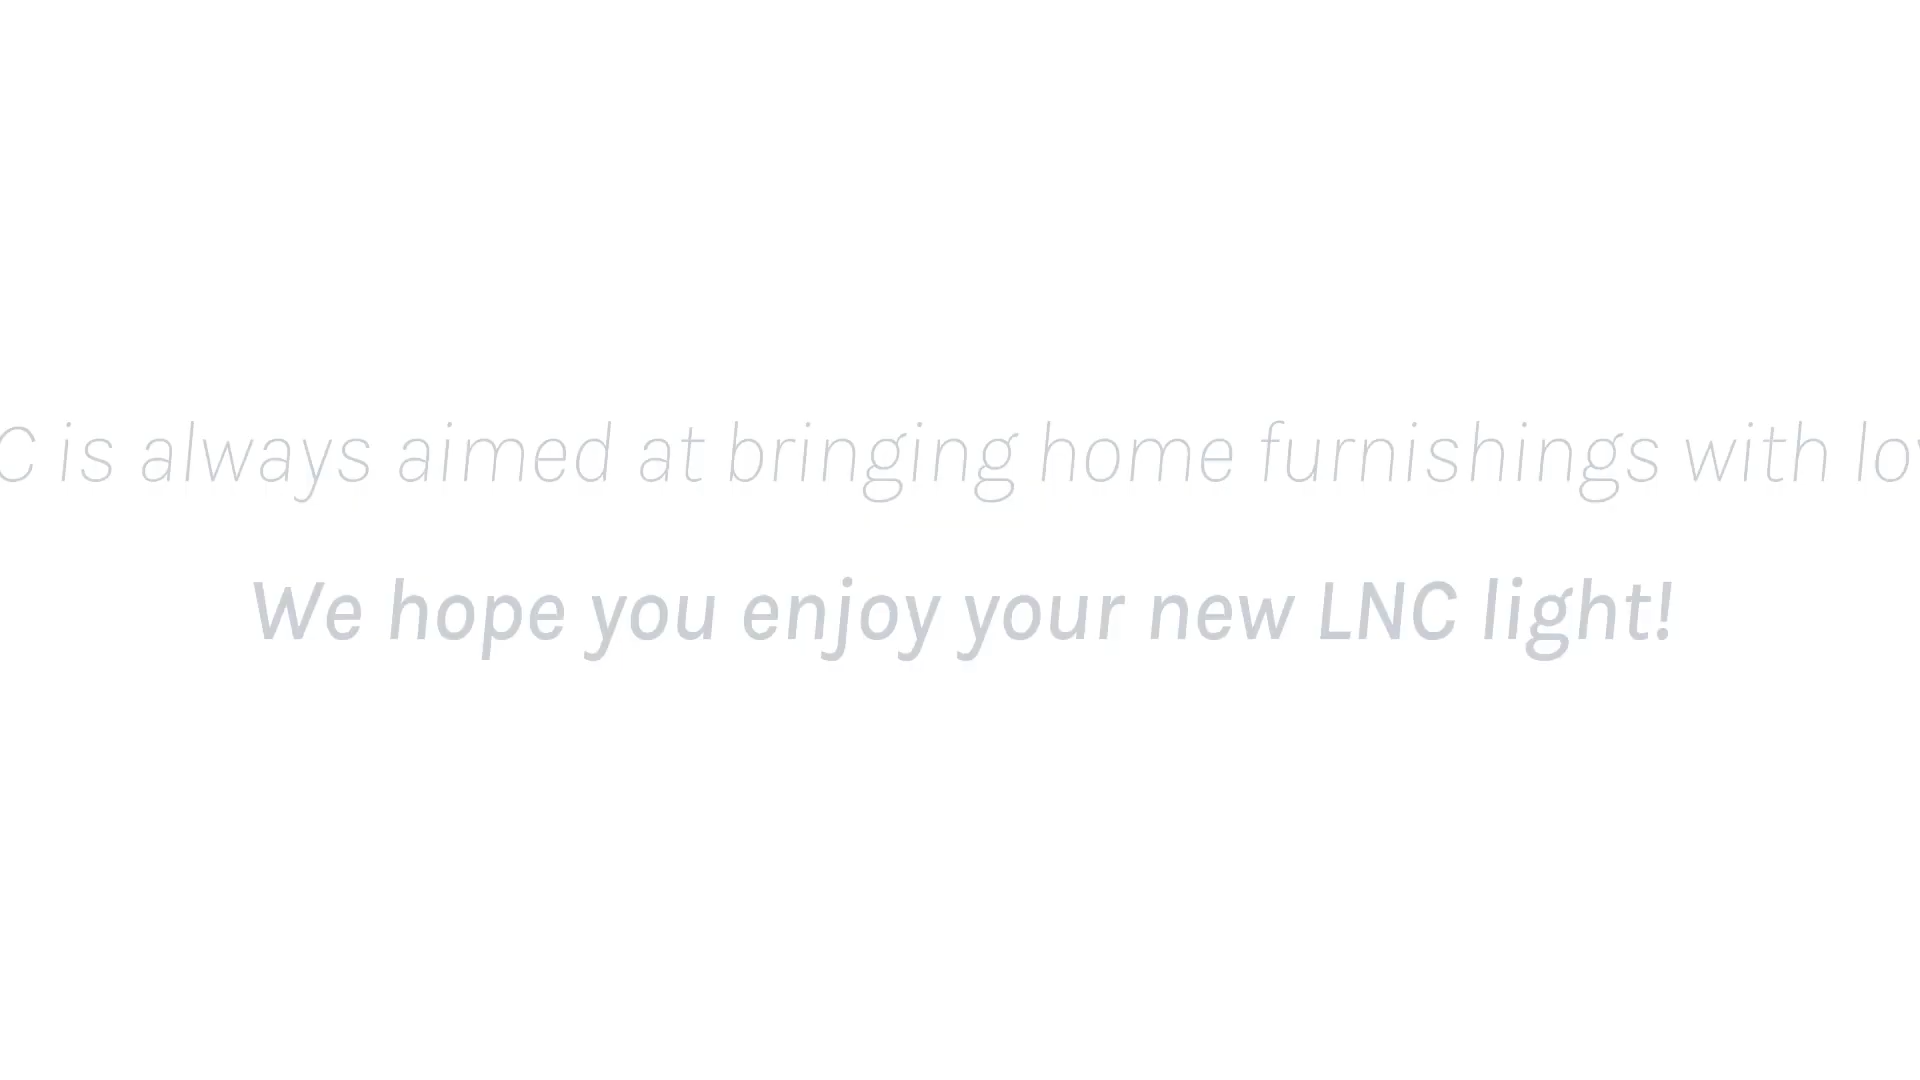 C is always aimed at bringing home furnishings with lo
We hope you enjoy your new LNC light!